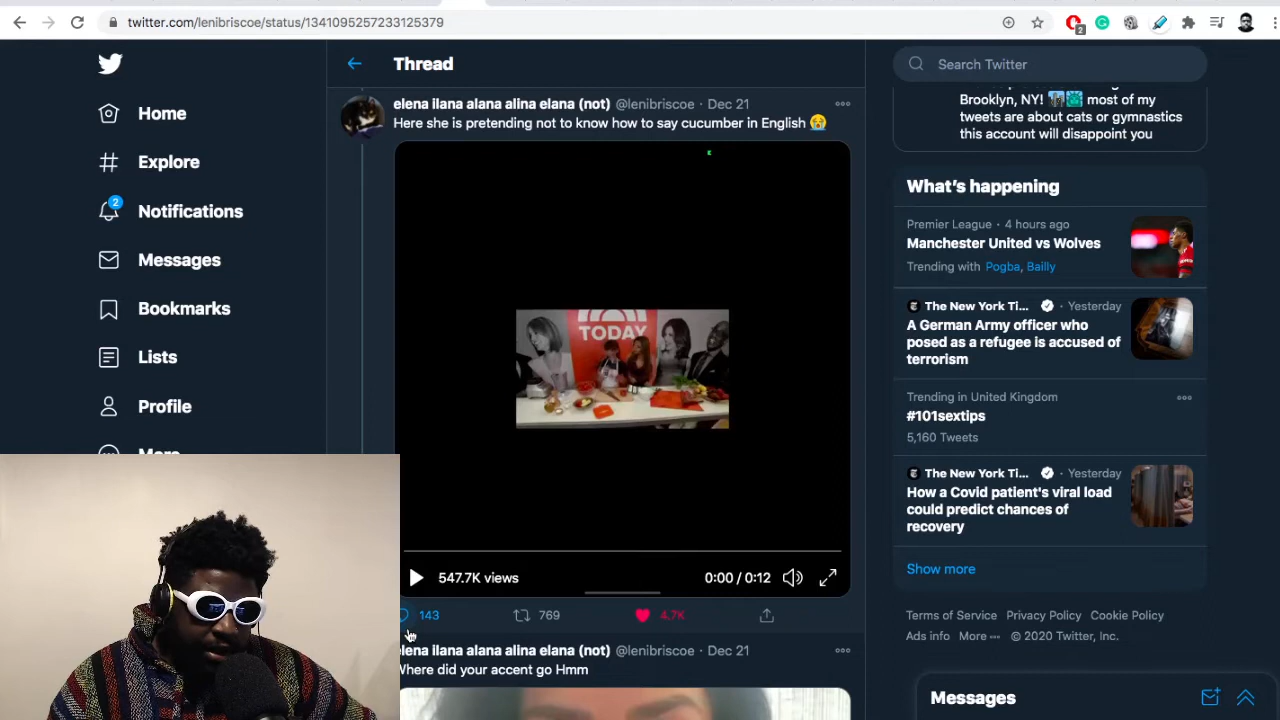 twitter.com/lenibriscoe/status/1341095257233125379
2
Home
Explore
2
Notifications
Messages
Bookmarks
Lists
Profile
More
Thread
elena ilana alana alina elana (not) @lenibriscoe · Dec 21
Here she is pretending not to know how to say cucumber in English 😭
TODAY
547.7K views
0:00 / 0:12
143
769
4.7K
elena ilana alana alina elana (not) @lenibriscoe · Dec 21
Where did your accent go Hmm
Search Twitter
Brooklyn, NY! 🏙️🗽 most of my
tweets are about cats or gymnastics
this account will disappoint you
What's happening
Premier League · 4 hours ago
Manchester United vs Wolves
Trending with Pogba, Bailly
The New York Ti... · Yesterday
A German Army officer who
posed as a refugee is accused of
terrorism
Trending in United Kingdom
#101sextips
5,160 Tweets
The New York Ti... · Yesterday
How a Covid patient's viral load
could predict chances of
recovery
Show more
Terms of Service Privacy Policy Cookie Policy
Ads info More ··· © 2020 Twitter, Inc.
Messages